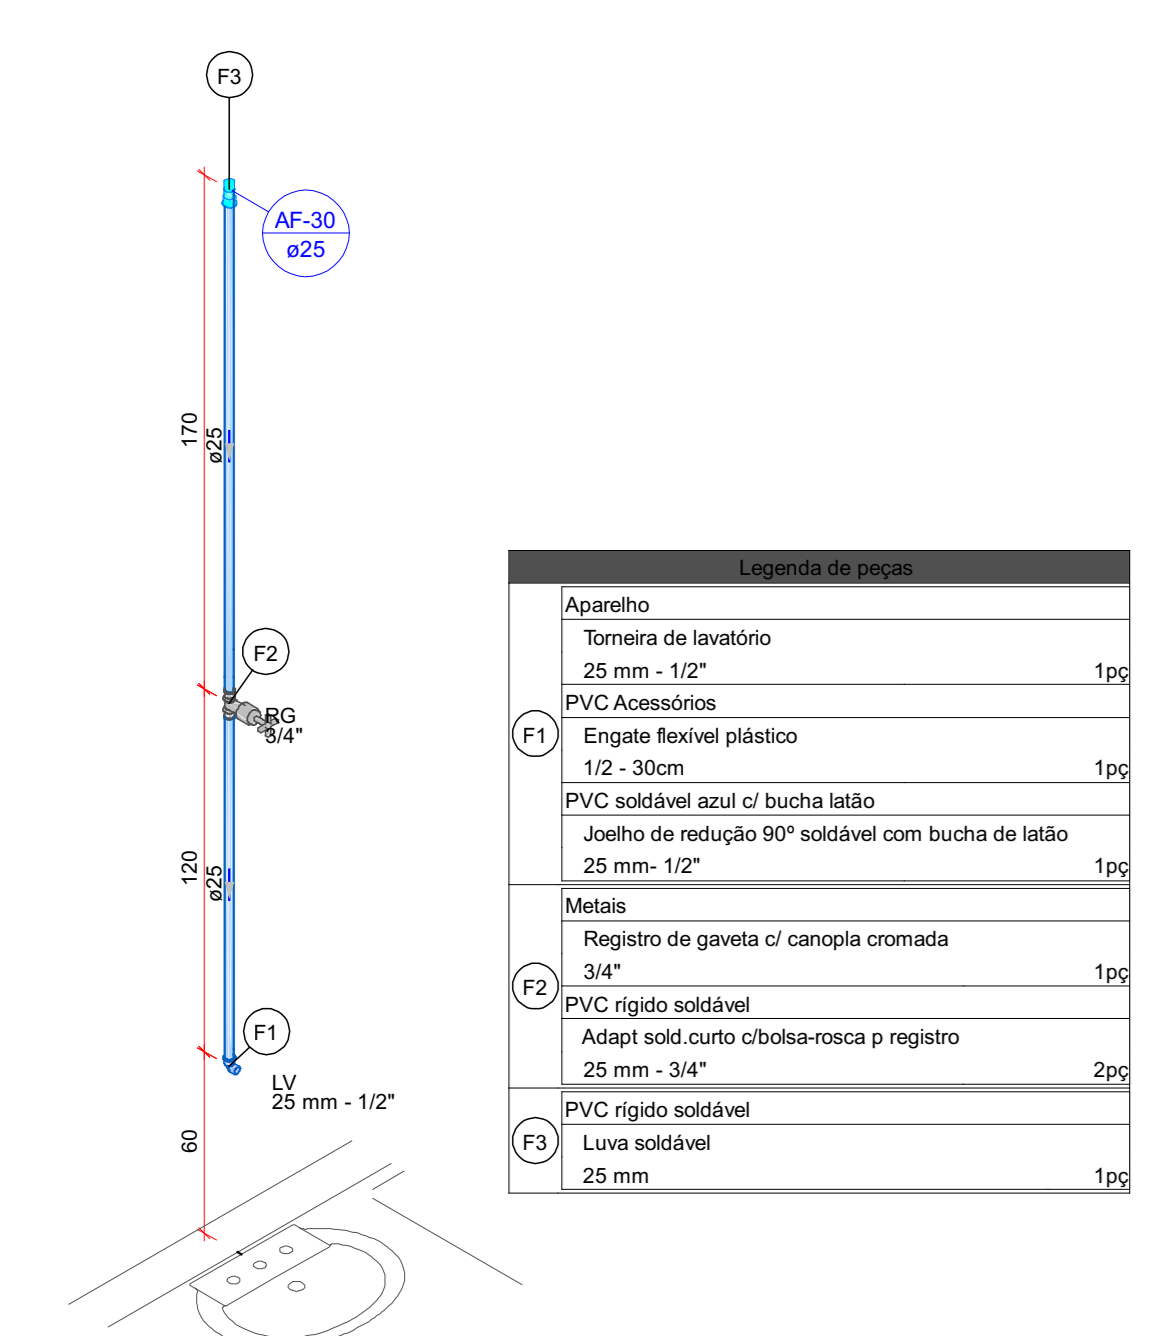 F3
AF-30
ø25
170
ø25
F2
RG
3/4"
120
ø25
F1
LV
25 mm - 1/2"
60
Legenda de peças
F1
Aparelho
Torneira de lavatório
25 mm - 1/2" 1pç
PVC Acessórios
Engate flexível plástico
1/2 - 30cm 1pç
PVC soldável azul c/ bucha latão
Joelho de redução 90º soldável com bucha de latão
25 mm- 1/2" 1pç
F2
Metais
Registro de gaveta c/ canopla cromada
3/4" 1pç
PVC rígido soldável
Adapt sold.curto c/bolsa-rosca p registro
25 mm - 3/4" 2pç
F3
PVC rígido soldável
Luva soldável
25 mm 1pç